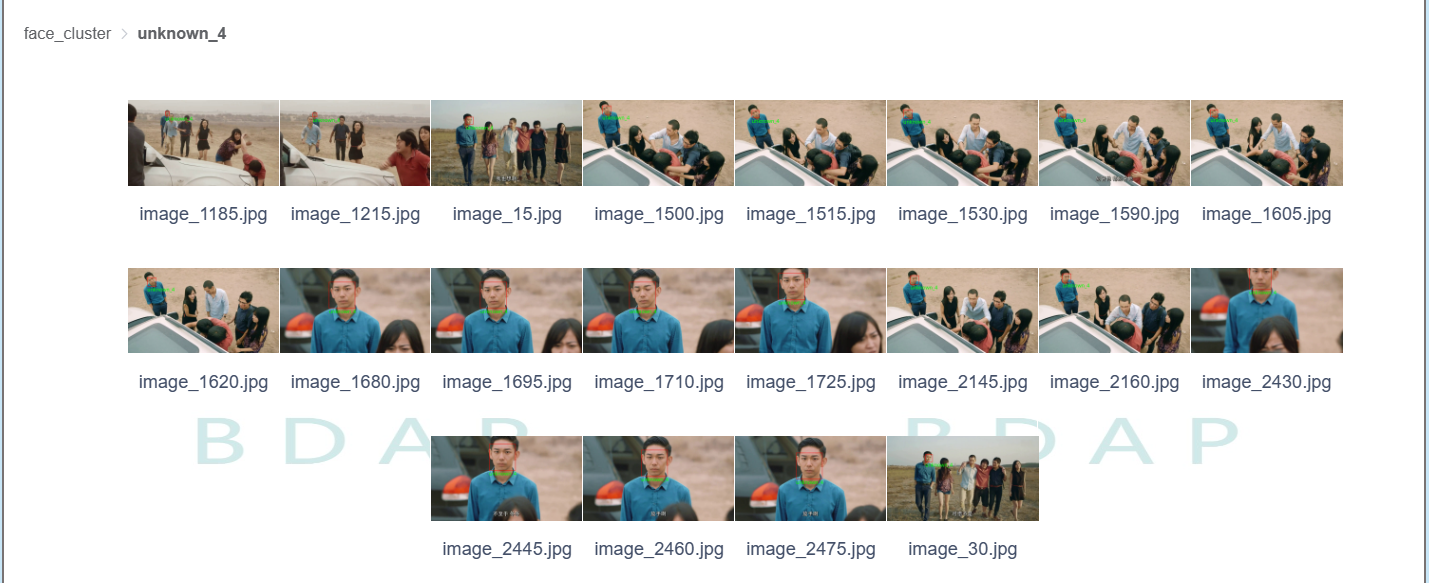 face_cluster > unknown_4
image_1185.jpg image_1215.jpg image_15.jpg image_1500.jpg image_1515.jpg image_1530.jpg image_1590.jpg image_1605.jpg
image_1620.jpg image_1680.jpg image_1695.jpg image_1710.jpg image_1725.jpg image_2145.jpg image_2160.jpg image_2430.jpg
BDAP BDAP
image_2445.jpg image_2460.jpg image_2475.jpg image_30.jpg